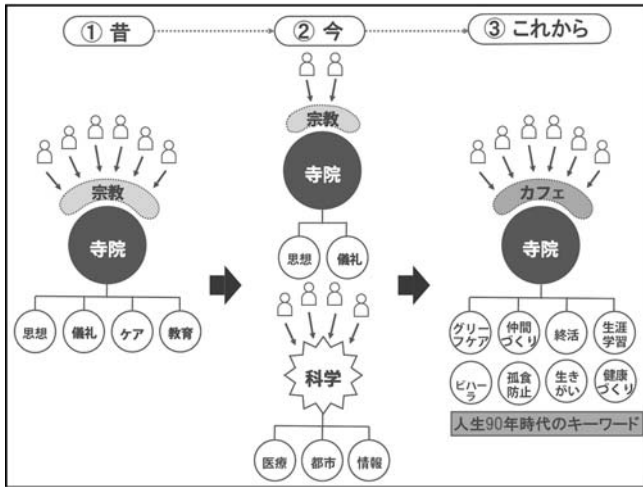 ① 昔
② 今
③ これから
宗教
寺院
思想
儀礼
ケア
教育
宗教
寺院
思想
儀礼
科学
医療
都市
情報
カフェ
寺院
グリー
フケア
仲間
づくり
終活
生涯
学習
ビハー
ラ
孤食
防止
生き
がい
健康
づくり
人生90年時代のキーワード